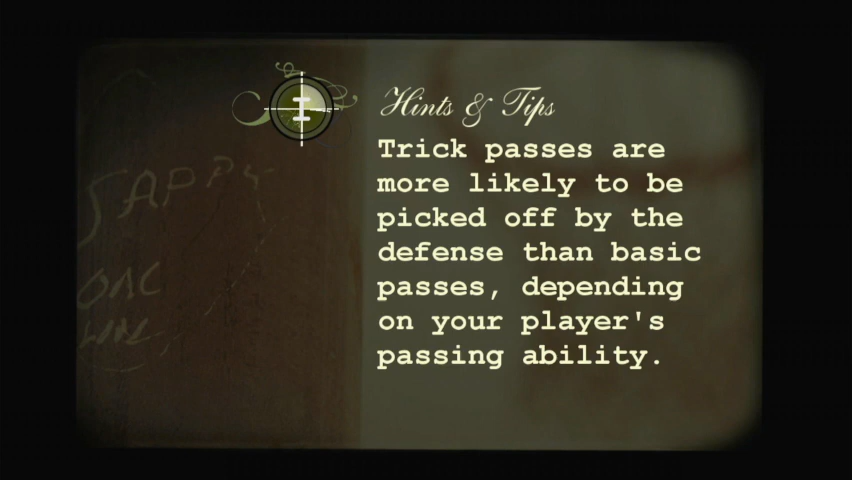 Hints & Tips
Trick passes are
more likely to be
picked off by the
defense than basic
passes, depending
on your player's
passing ability.
SAPPY